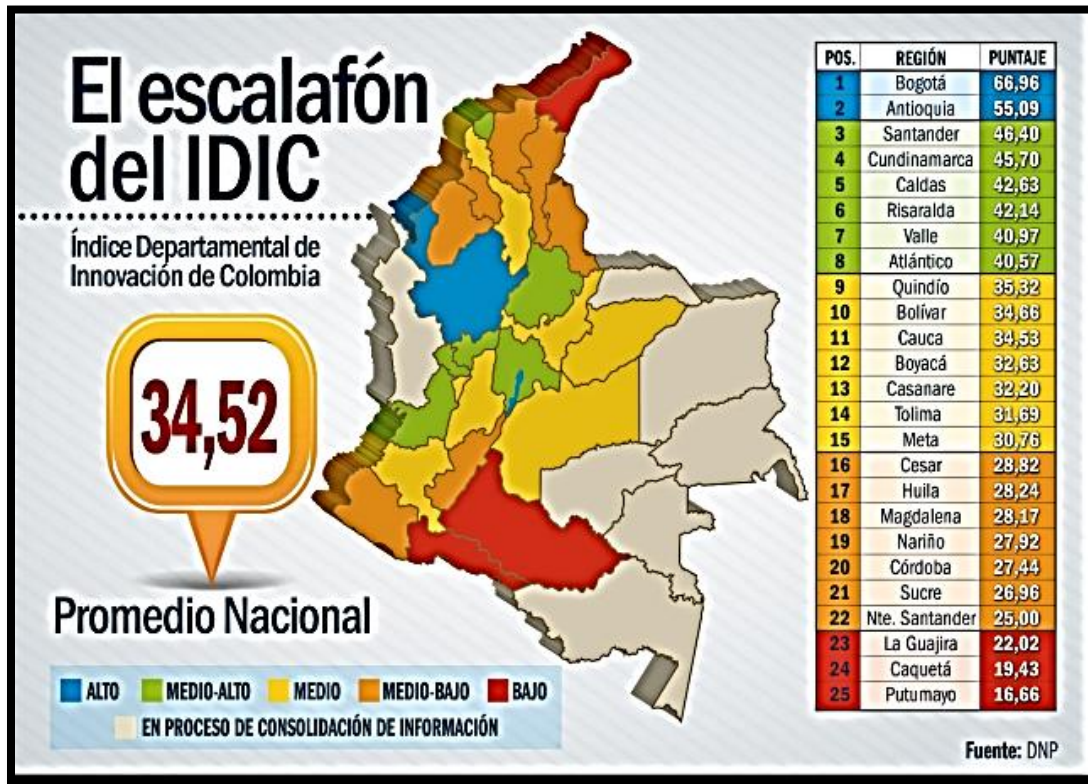 El escalafón
del IDIC
Índice Departamental de
Innovación de Colombia
34,52
Promedio Nacional
ALTO MEDIO-ALTO MEDIO MEDIO-BAJO BAJO
EN PROCESO DE CONSOLIDACIÓN DE INFORMACIÓN
POS. REGIÓN PUNTAJE
1 Bogotá 66,96
2 Antioquia 55,09
3 Santander 46,40
4 Cundinamarca 45,70
5 Caldas 42,63
6 Risaralda 42,14
7 Valle 40,97
8 Atlántico 40,57
9 Quindío 35,32
10 Bolívar 34,66
11 Cauca 34,53
12 Boyacá 32,63
13 Casanare 32,20
14 Tolima 31,69
15 Meta 30,76
16 Cesar 28,82
17 Huila 28,24
18 Magdalena 28,17
19 Nariño 27,92
20 Córdoba 27,44
21 Sucre 26,96
22 Nte. Santander 25,00
23 La Guajira 22,02
24 Caquetá 19,43
25 Putumayo 16,66
Fuente: DNP